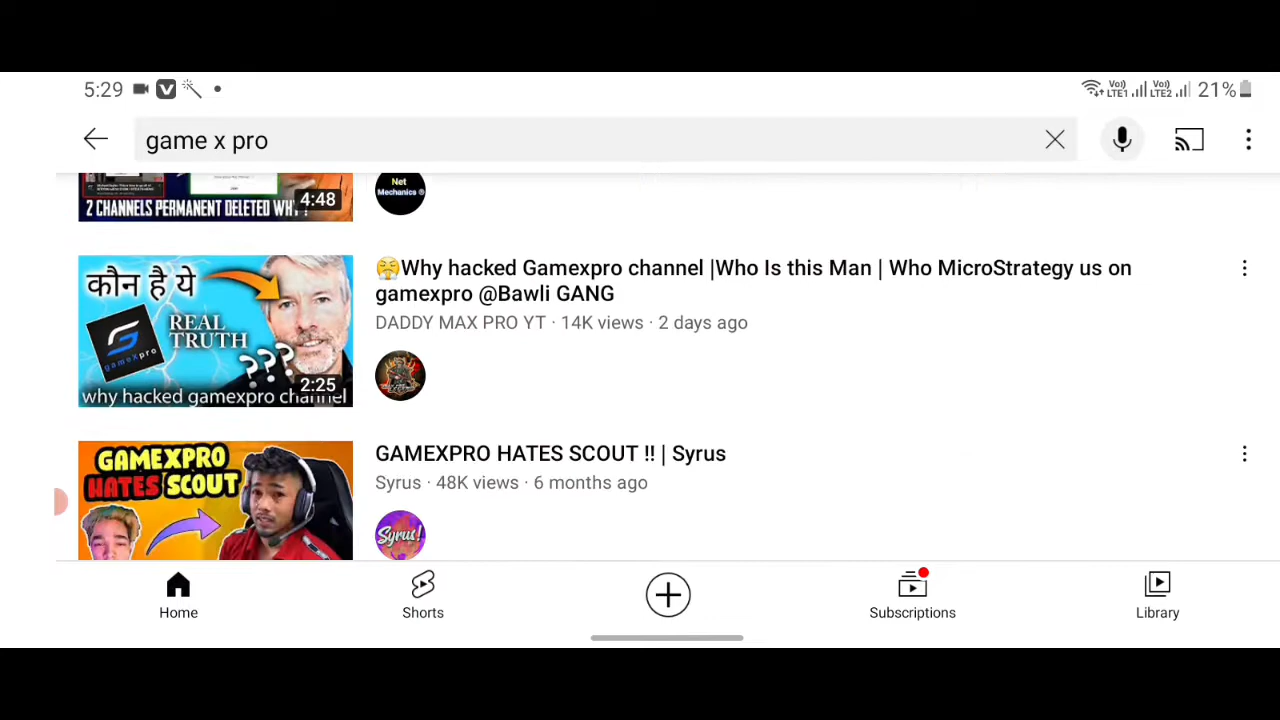 5:29
VoLTE1 VoLTE2 21%
game x pro
2 CHANNELS PERMANENT DELETED WHY ?
4:48
Net
Mechanics
कौन है ये
REAL
TRUTH
gameXpro
???
2:25
why hacked gamexpro channel
😤Why hacked Gamexpro channel |Who Is this Man | Who MicroStrategy us on
gamexpro @Bawli GANG
DADDY MAX PRO YT · 14K views · 2 days ago
GAMEXPRO
HATES SCOUT
GAMEXPRO HATES SCOUT !! | Syrus
Syrus · 48K views · 6 months ago
Syrus!
Home
Shorts
Subscriptions
Library